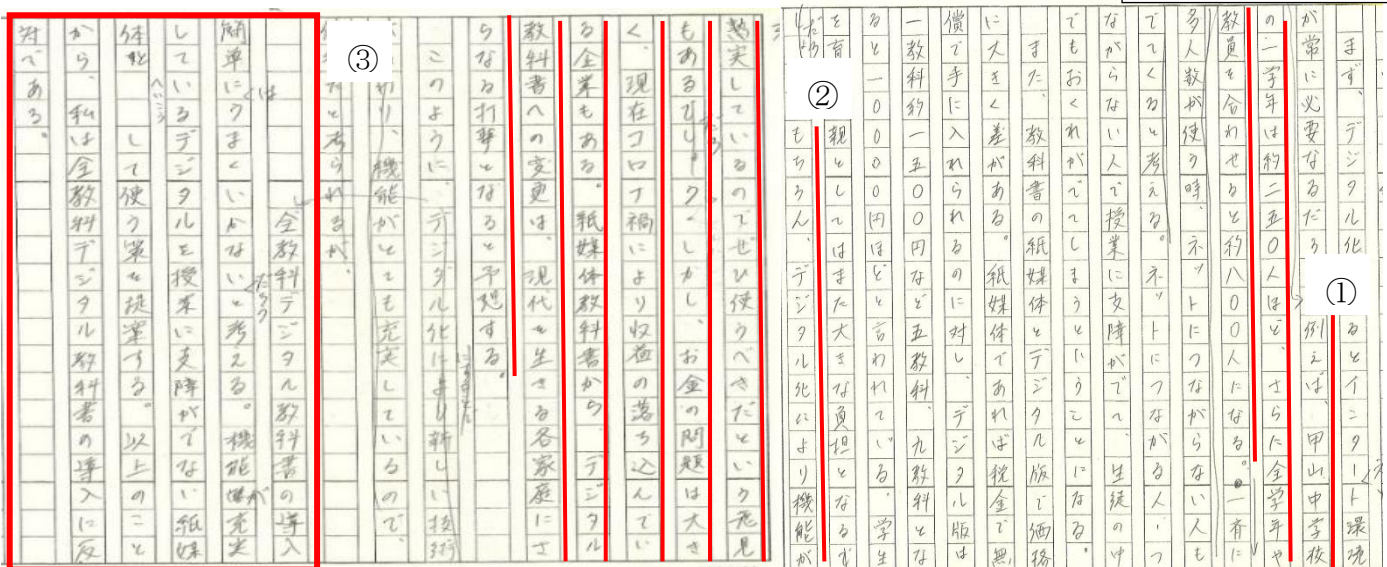 まず、デジタル化るとインターネット環境
が常に必要なるだろ例えば、甲山中学校
の一学年は約二五〇人ほど、さらに全学年や
教員を合わせると約八〇〇人になる。一斉に
多人数が使う時、ネットにつながらない人も
でてくると考える。ネットにつながる人、つ
ながらない人で授業に支障がでて、生徒の中
でもおくれがでてしまうということになる。
また、教科書の紙媒体とデジタル版で価格
に大きく差がある。紙媒体であれば税金で無
償で手に入れられる。のに対し、デジタル版は
一教科約一五〇〇円など五教科、九教科とな
ると一〇〇〇〇円ほどと言われている。学生
を育親としてはまた大きな負担となるで
もちろん、デジタル化により機能が
①
②
充実しているのでぜひ使うべきだという意見
もあるだろう。しかし、お金の問題は大き
く、現在コロナ禍により収益の落ち込んでい
る企業もある。紙媒体教科書から、デジタル
教科書への変更は、現代を生きる各家庭にさ
らなる打撃となると予想する。
このように、デジタル化により新しい技術
わり、機能がとても充実しているので、
だと考られるが、
③
全教科デジタル教科書の導入
は簡単にうまくいかないだろうと考える。機能が充実
しているデジタルを授業に支障がでない紙媒
体とへいこうして使う策を提案する。以上のこと
から、私は全教科デジタル教科書の導入に反
対である。